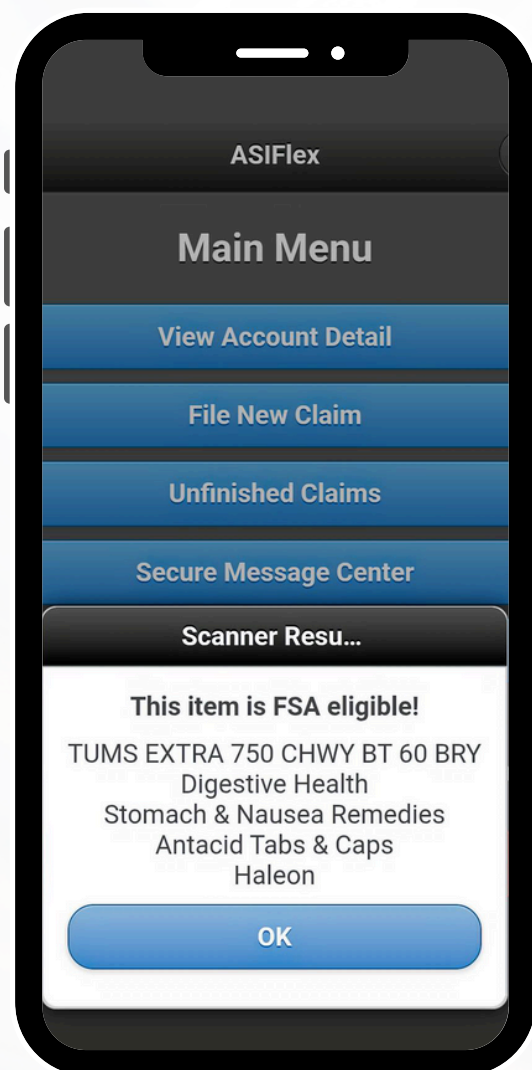 ASIFlex
Main Menu
View Account Detail
File New Claim
Unfinished Claims
Secure Message Center
Scanner Resu...
This item is FSA eligible!
TUMS EXTRA 750 CHWY BT 60 BRY
Digestive Health
Stomach & Nausea Remedies
Antacid Tabs & Caps
Haleon
OK